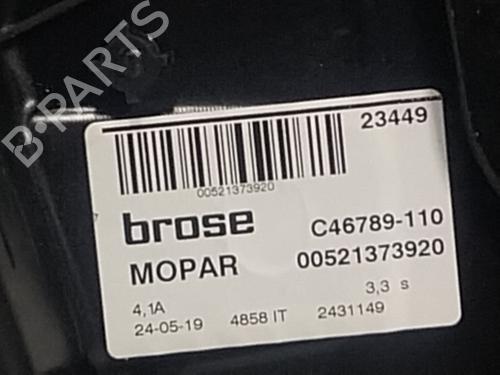 B-PARTS
23449
00521373920
brose C46789-110
MOPAR 00521373920
4,1A 3,3 s
24-05-19 4858 IT 2431149